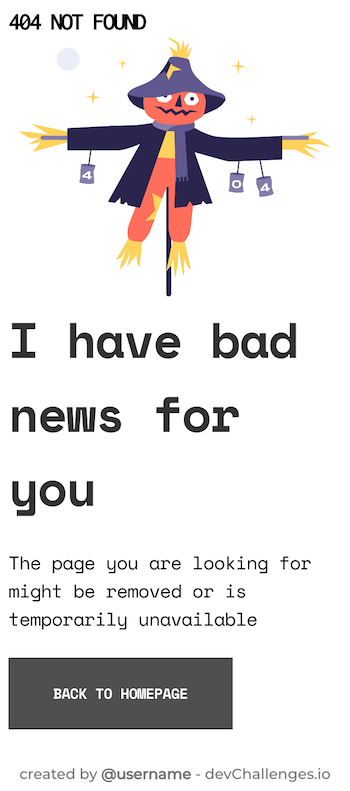 404 NOT FOUND
4
0 4
I have bad
news for
you
The page you are looking for
might be removed or is
temporarily unavailable
BACK TO HOMEPAGE
created by @username - devChallenges.io